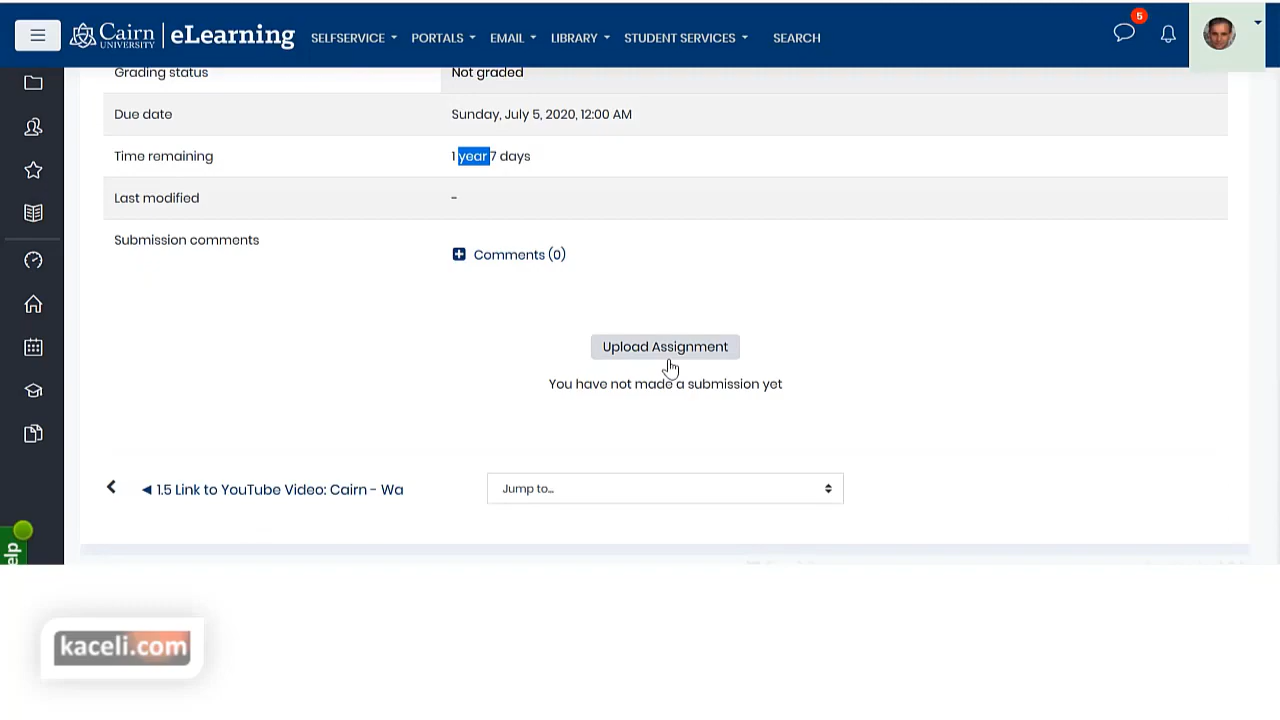 Cairn UNIVERSITY eLearning SELFSERVICE PORTALS EMAIL LIBRARY STUDENT SERVICES SEARCH 5
Grading status Not graded
Due date Sunday, July 5, 2020, 12:00 AM
Time remaining 1 year 7 days
Last modified -
Submission comments
Comments (0)
Upload Assignment
You have not made a submission yet
◄ 1.5 Link to YouTube Video: Cairn - Wa
Jump to...
elp
kaceli.com